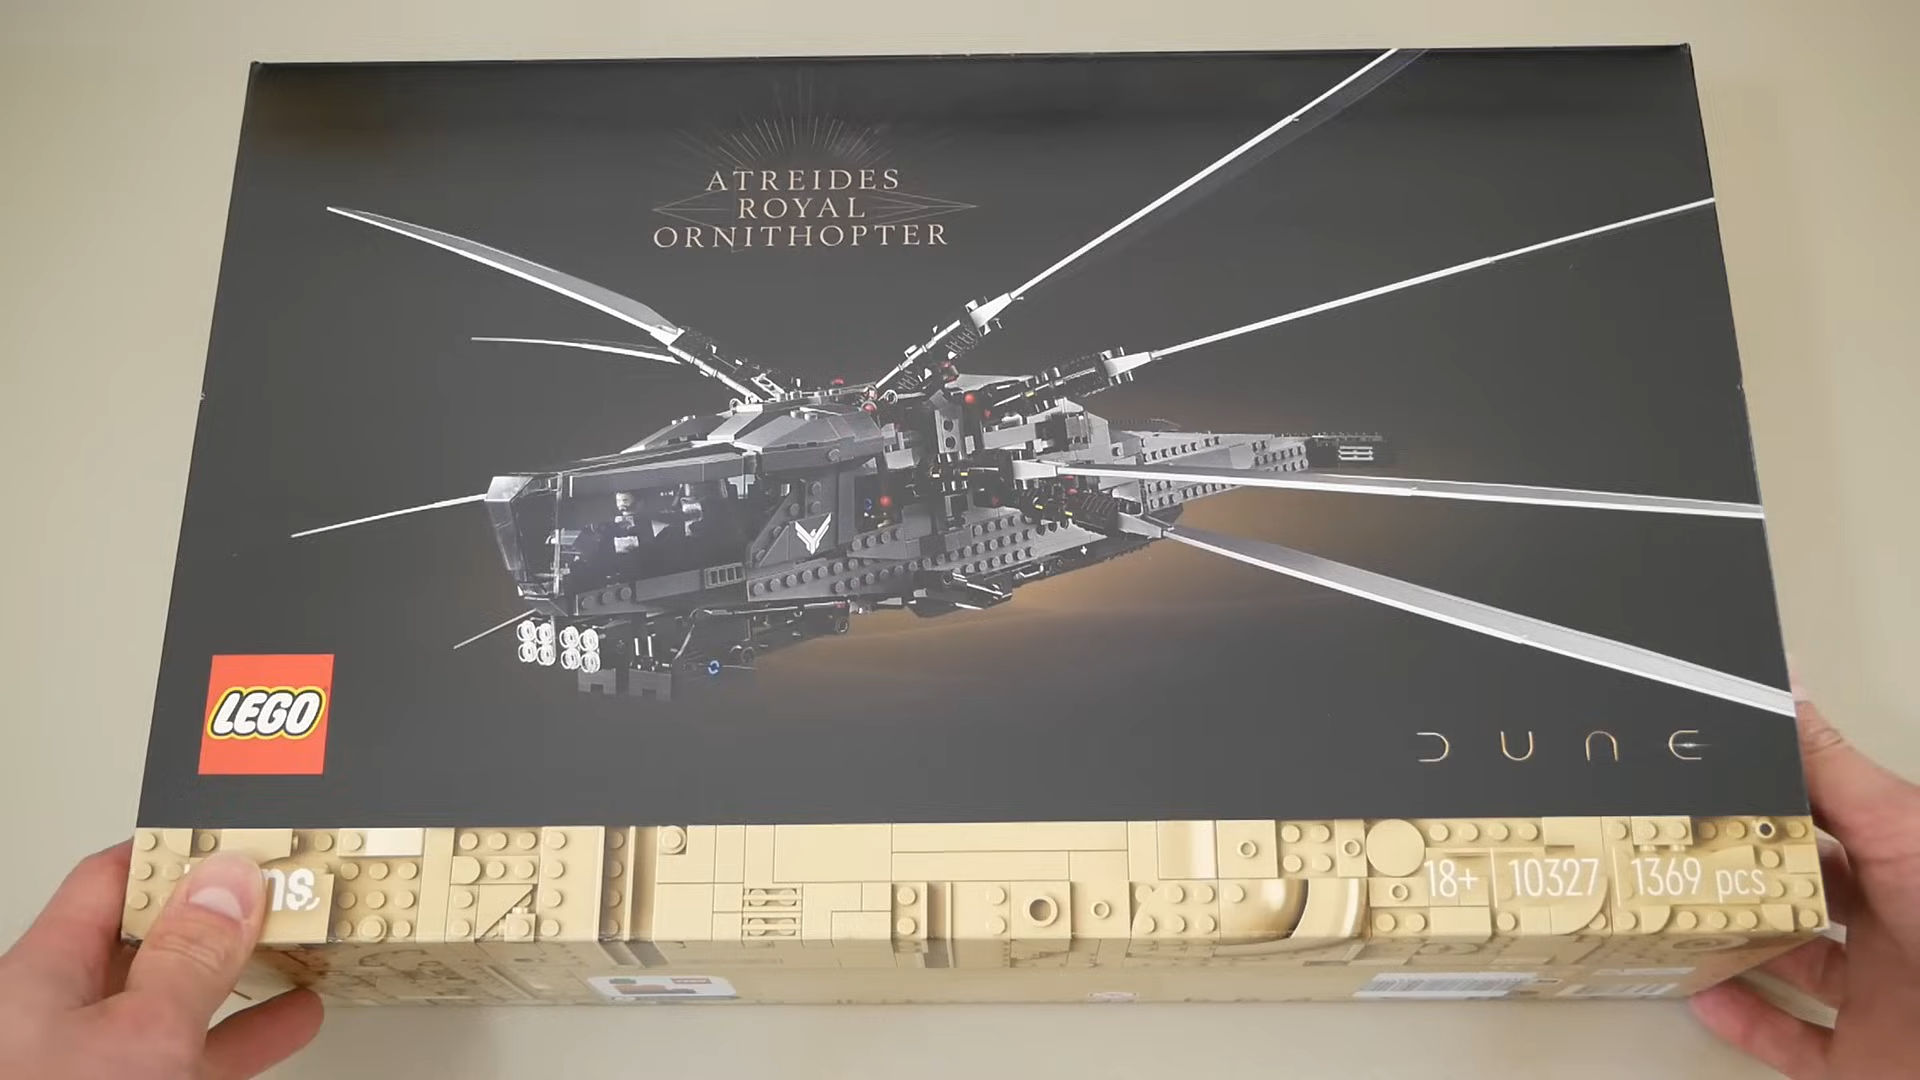 ATREIDES
ROYAL
ORNITHOPTER
LEGO
DUNE
18+ 10327 1369 pcs